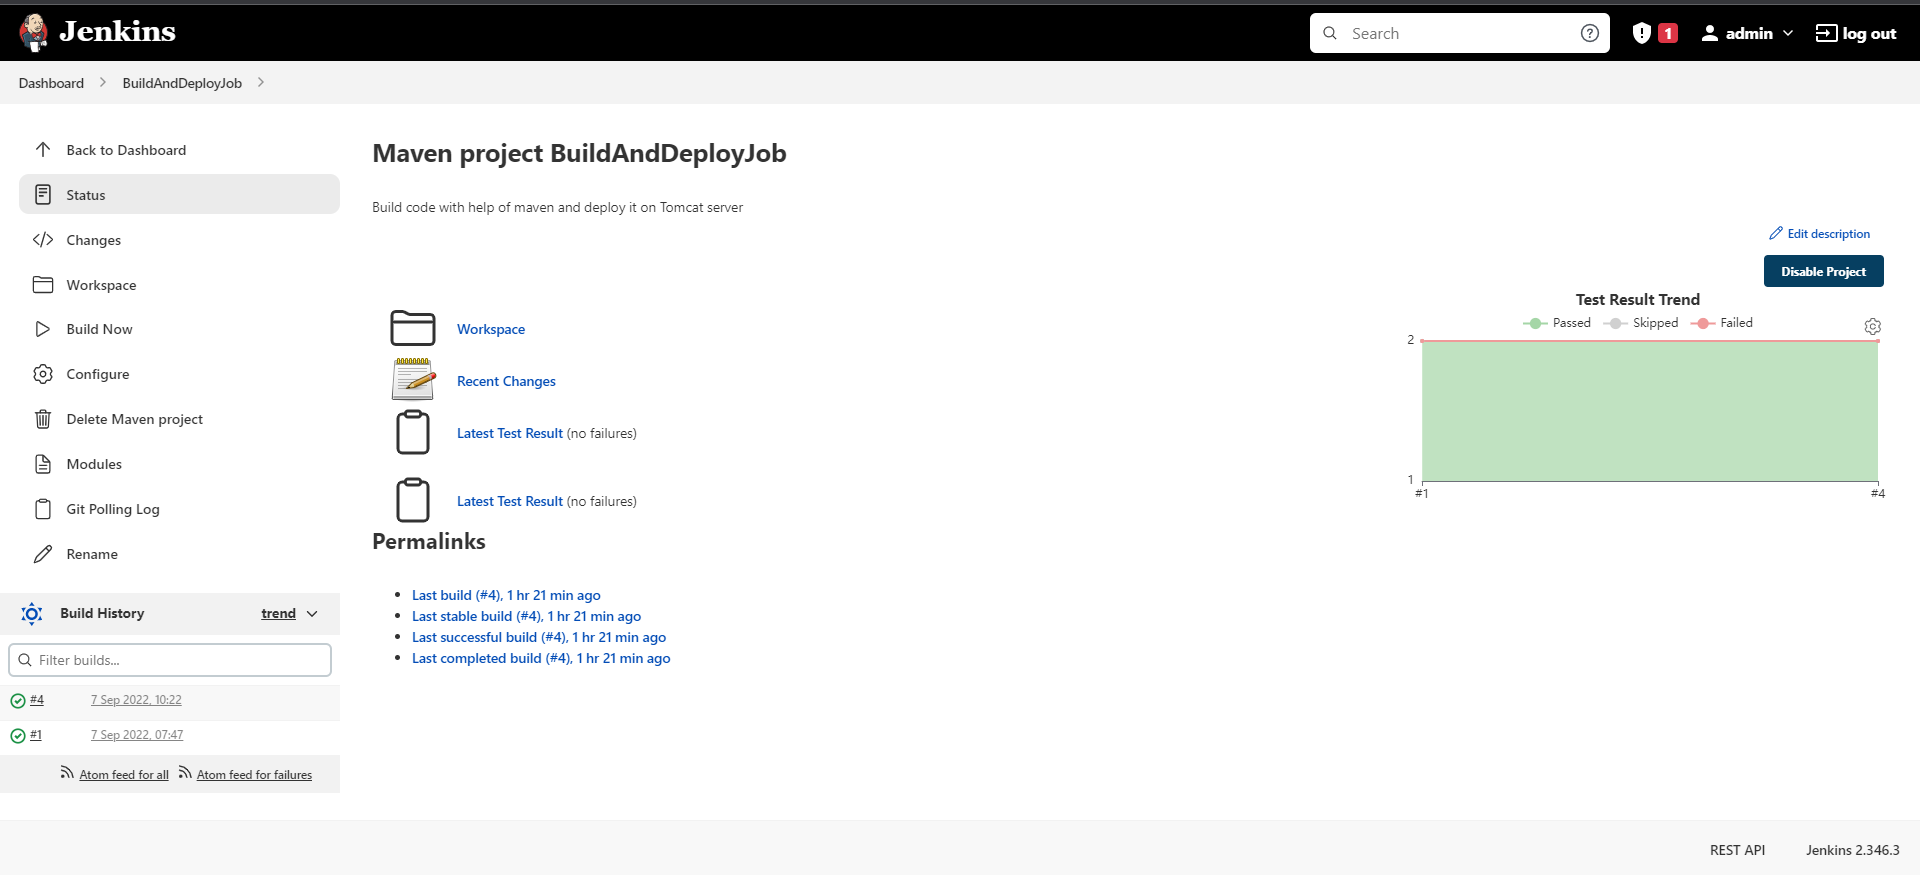 Jenkins
Search
1
admin
log out
Dashboard
BuildAndDeployJob
Back to Dashboard
Status
Changes
Workspace
Build Now
Configure
Delete Maven project
Modules
Git Polling Log
Rename
Build History
trend
Filter builds...
#4 7 Sep 2022, 10:22
#1 7 Sep 2022, 07:47
Atom feed for all Atom feed for failures
Maven project BuildAndDeployJob
Build code with help of maven and deploy it on Tomcat server
Edit description
Disable Project
Workspace
Recent Changes
Latest Test Result (no failures)
Latest Test Result (no failures)
Test Result Trend
Passed Skipped Failed
2
1
#1 #4
Permalinks
Last build (#4), 1 hr 21 min ago
Last stable build (#4), 1 hr 21 min ago
Last successful build (#4), 1 hr 21 min ago
Last completed build (#4), 1 hr 21 min ago
REST API
Jenkins 2.346.3